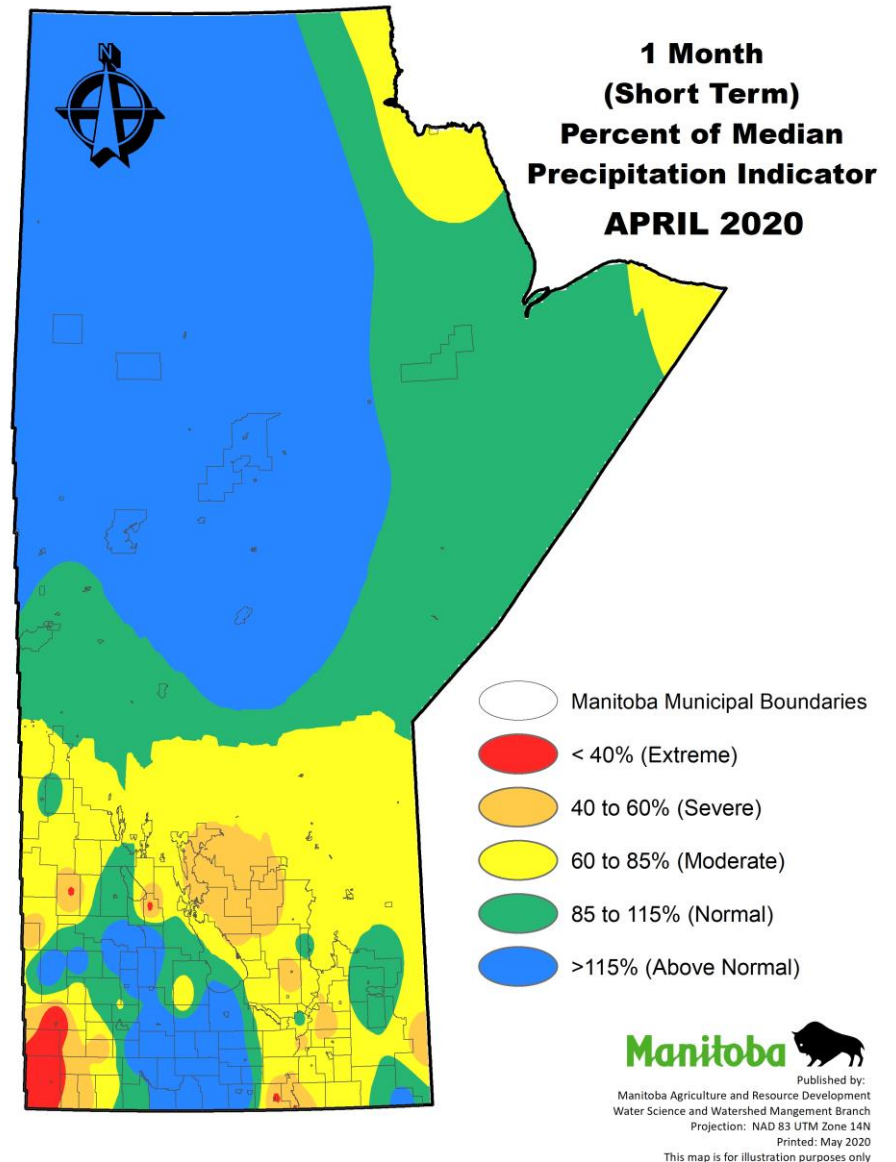 N
1 Month
(Short Term)
Percent of Median
Precipitation Indicator
APRIL 2020
Manitoba Municipal Boundaries
< 40% (Extreme)
40 to 60% (Severe)
60 to 85% (Moderate)
85 to 115% (Normal)
>115% (Above Normal)
Manitoba
Published by:
Manitoba Agriculture and Resource Development
Water Science and Watershed Mangement Branch
Projection: NAD 83 UTM Zone 14N
Printed: May 2020
This map is for illustration purposes only